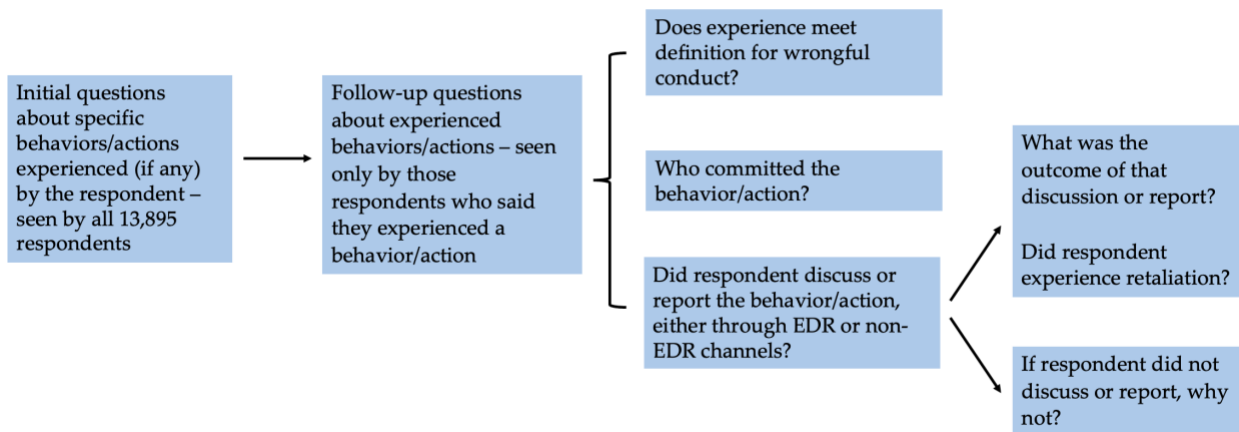 Initial questions
about specific
behaviors/actions
experienced (if any)
by the respondent –
seen by all 13,895
respondents
Follow-up questions
about experienced
behaviors/actions – seen
only by those
respondents who said
they experienced a
behavior/action
Does experience meet
definition for wrongful
conduct?
Who committed the
behavior/action?
Did respondent discuss or
report the behavior/action,
either through EDR or non-
EDR channels?
What was the
outcome of that
discussion or report?
Did respondent
experience retaliation?
If respondent did not
discuss or report, why
not?